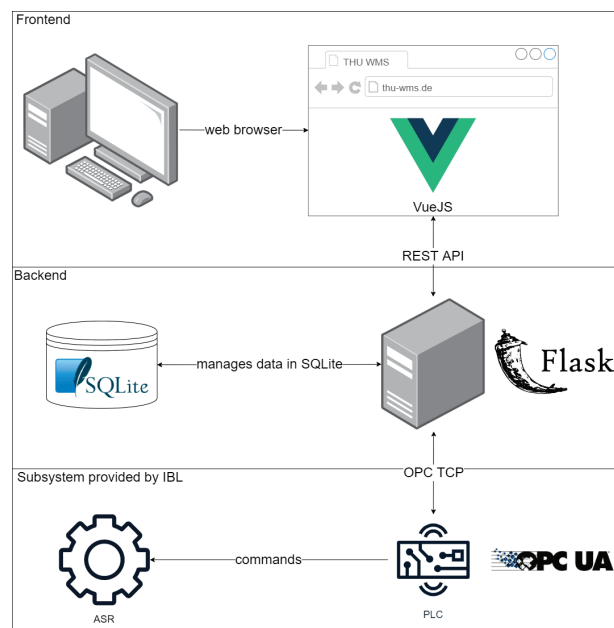 Frontend
THU WMS
thu-wms.de
web browser
VueJS
REST API
Backend
SQLite
manages data in SQLite
Flask
OPC TCP
Subsystem provided by IBL
commands
OPC UA
ASR
PLC